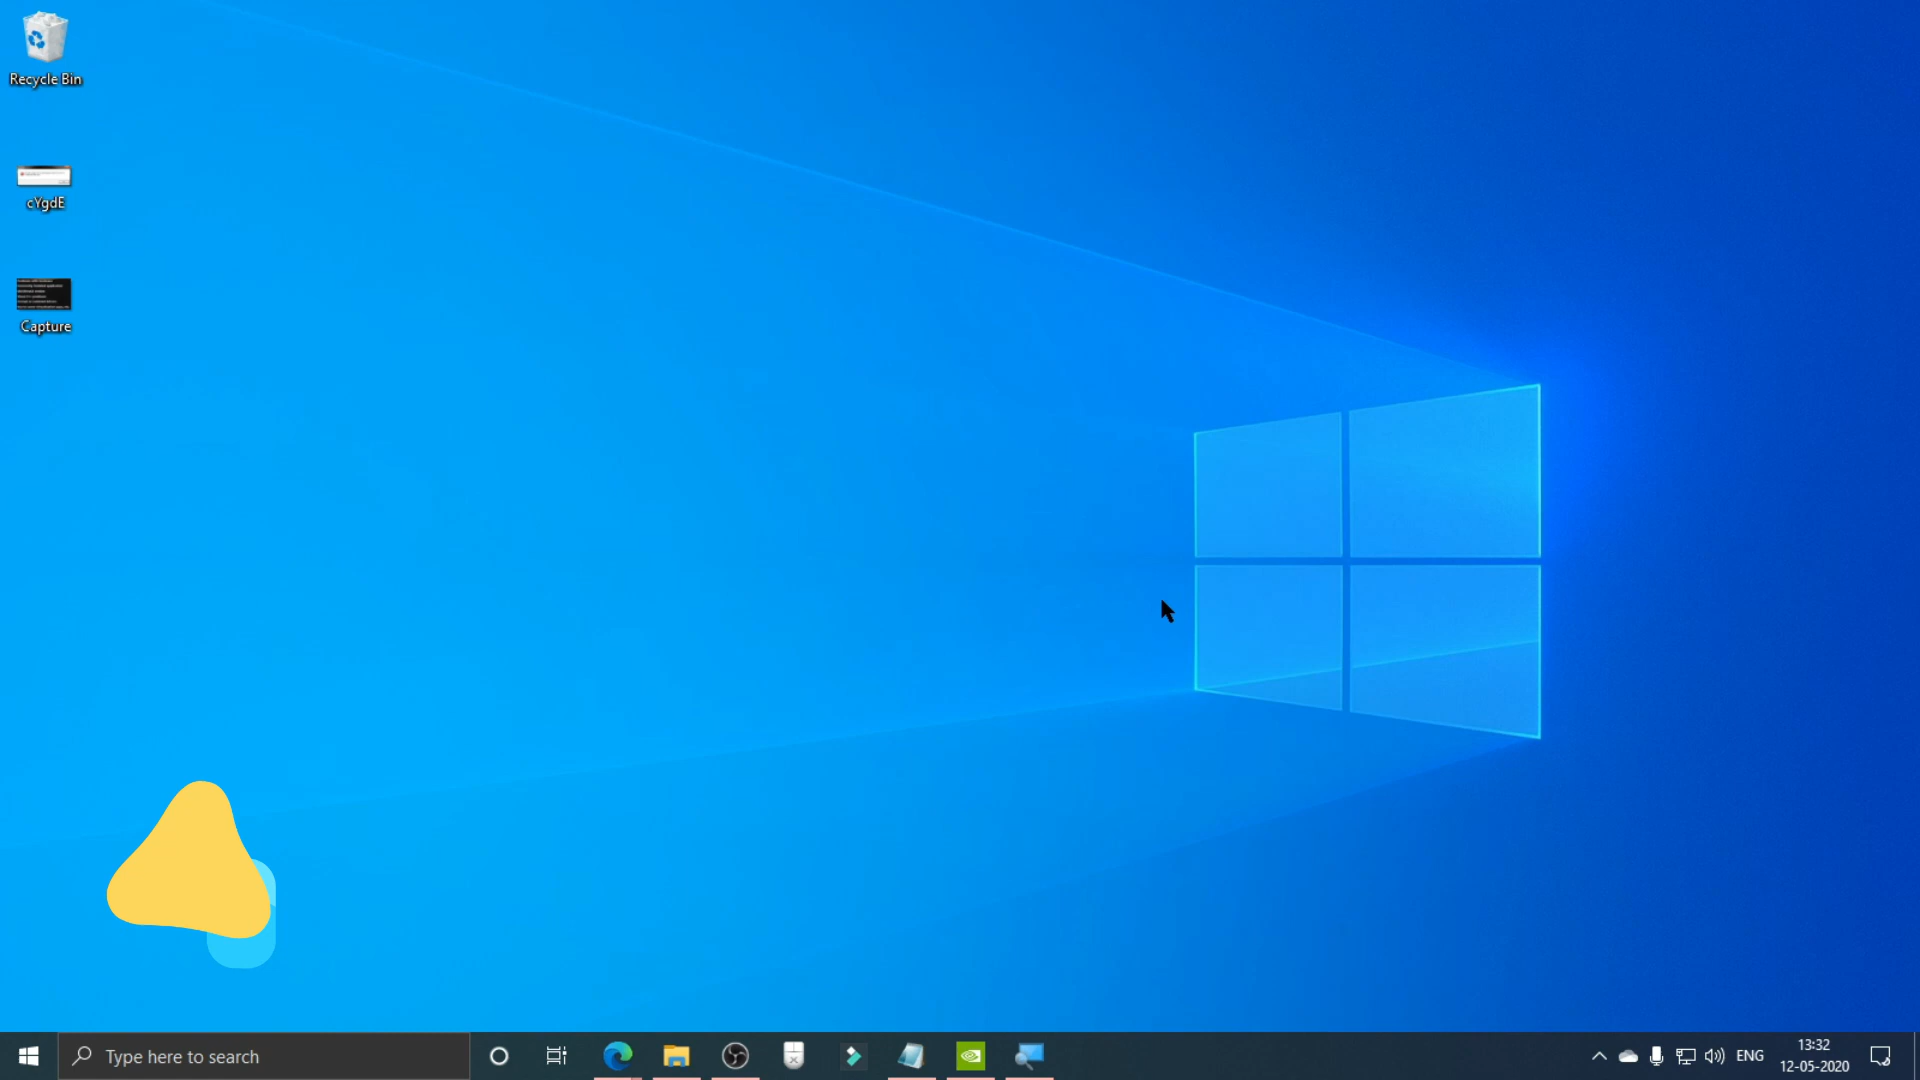 Recycle Bin
cYgdE
Capture
Type here to search
ENG
13:32
12-05-2020